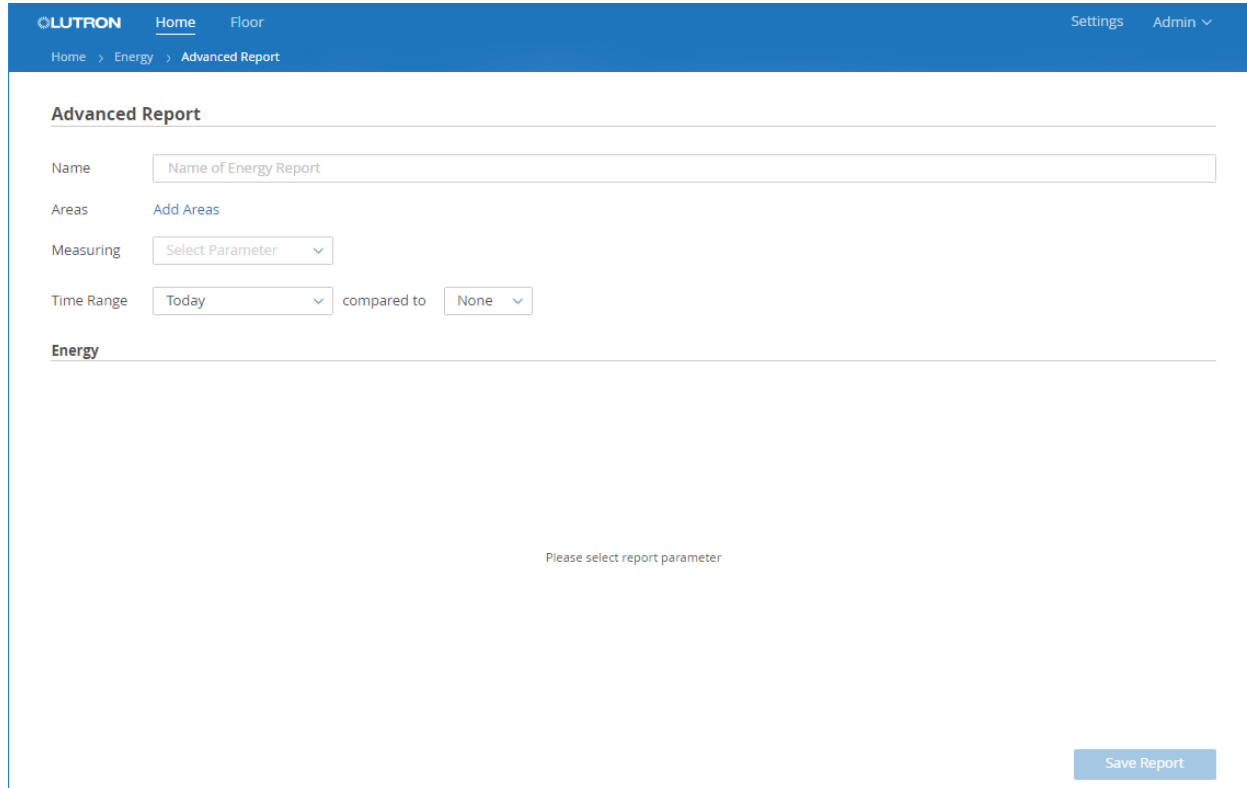 LUTRON Home Floor Settings Admin
Home > Energy > Advanced Report
Advanced Report
Name Name of Energy Report
Areas Add Areas
Measuring Select Parameter
Time Range Today compared to None
Energy
Please select report parameter
Save Report